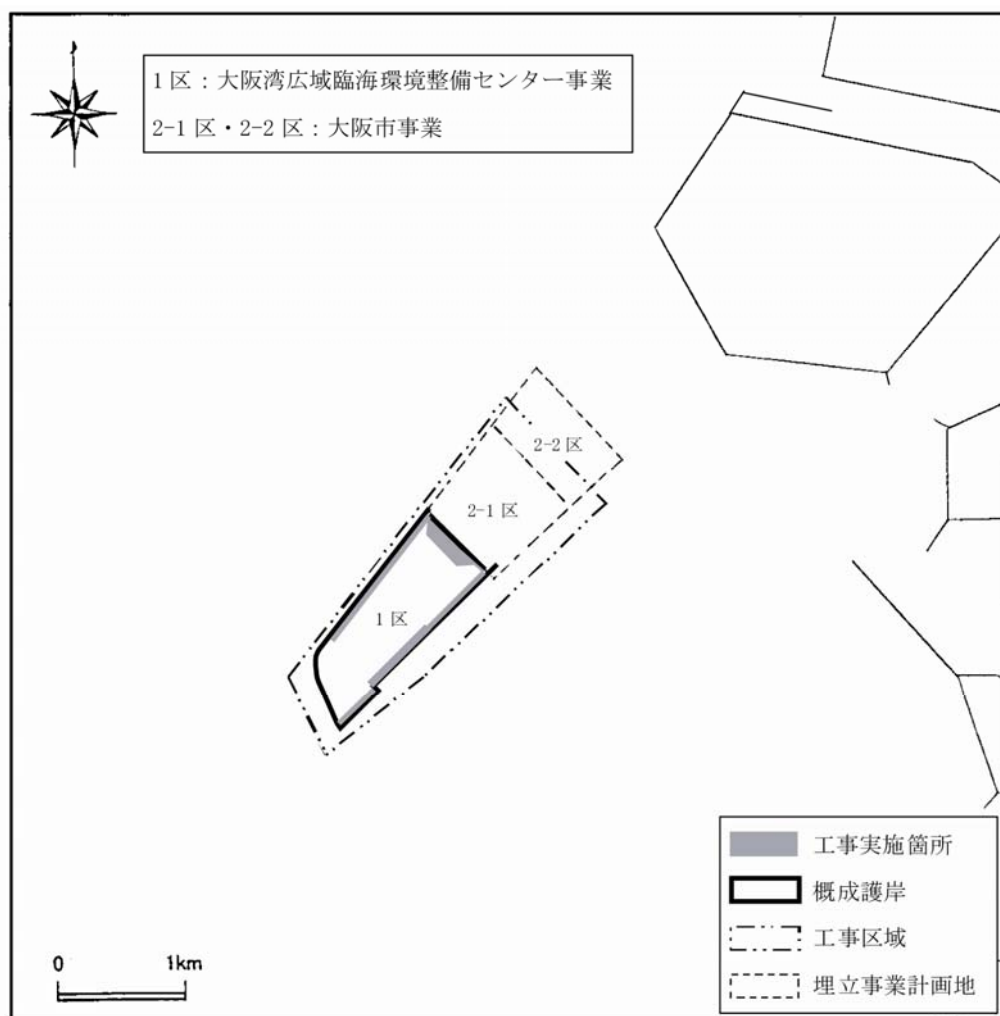 1 区：大阪湾広域臨海環境整備センター事業
2-1 区・2-2 区：大阪市事業
2-2 区
2-1 区
1 区
工事実施箇所
概成護岸
工事区域
埋立事業計画地
0 1km